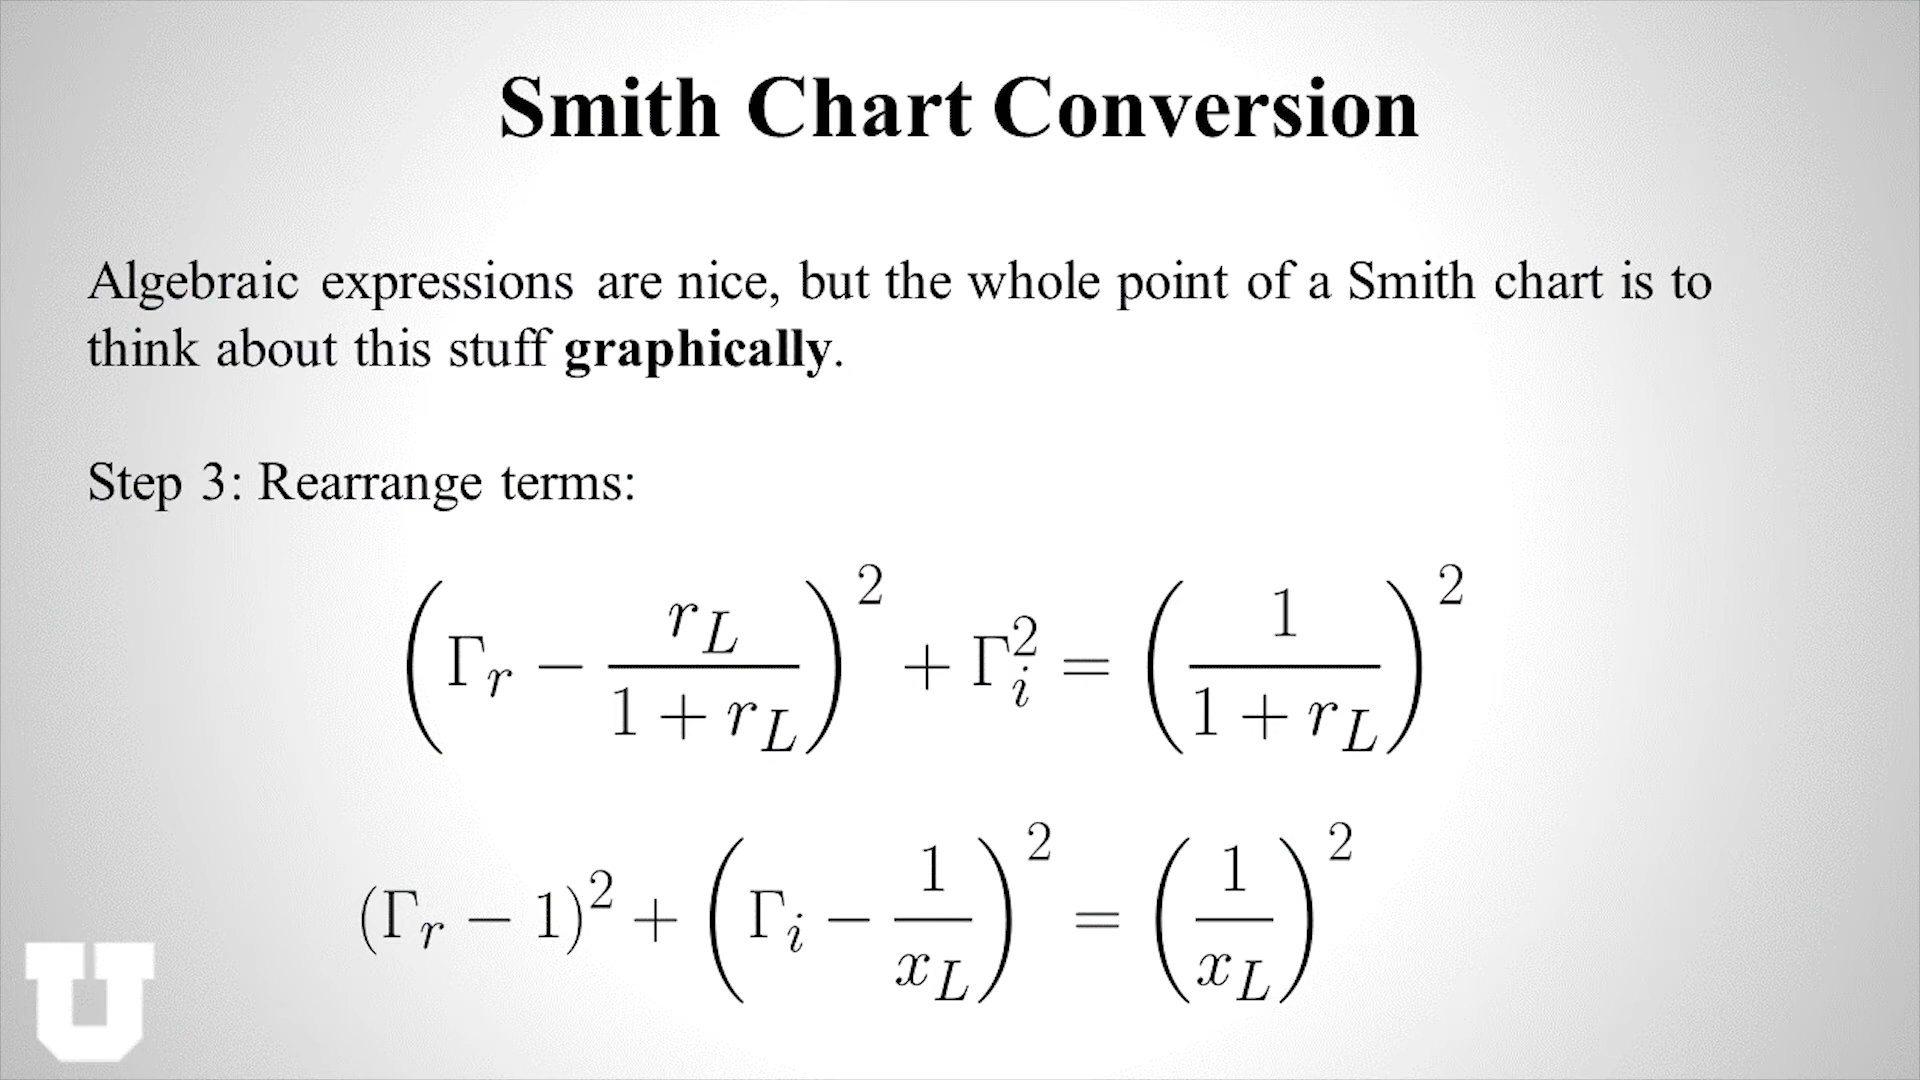 Smith Chart Conversion
Algebraic expressions are nice, but the whole point of a Smith chart is to
think about this stuff graphically.
Step 3: Rearrange terms:
(Γ_r − r_L/(1 + r_L))² + Γ_i² = (1/(1 + r_L))²
(Γ_r − 1)² + (Γ_i − 1/x_L)² = (1/x_L)²
U